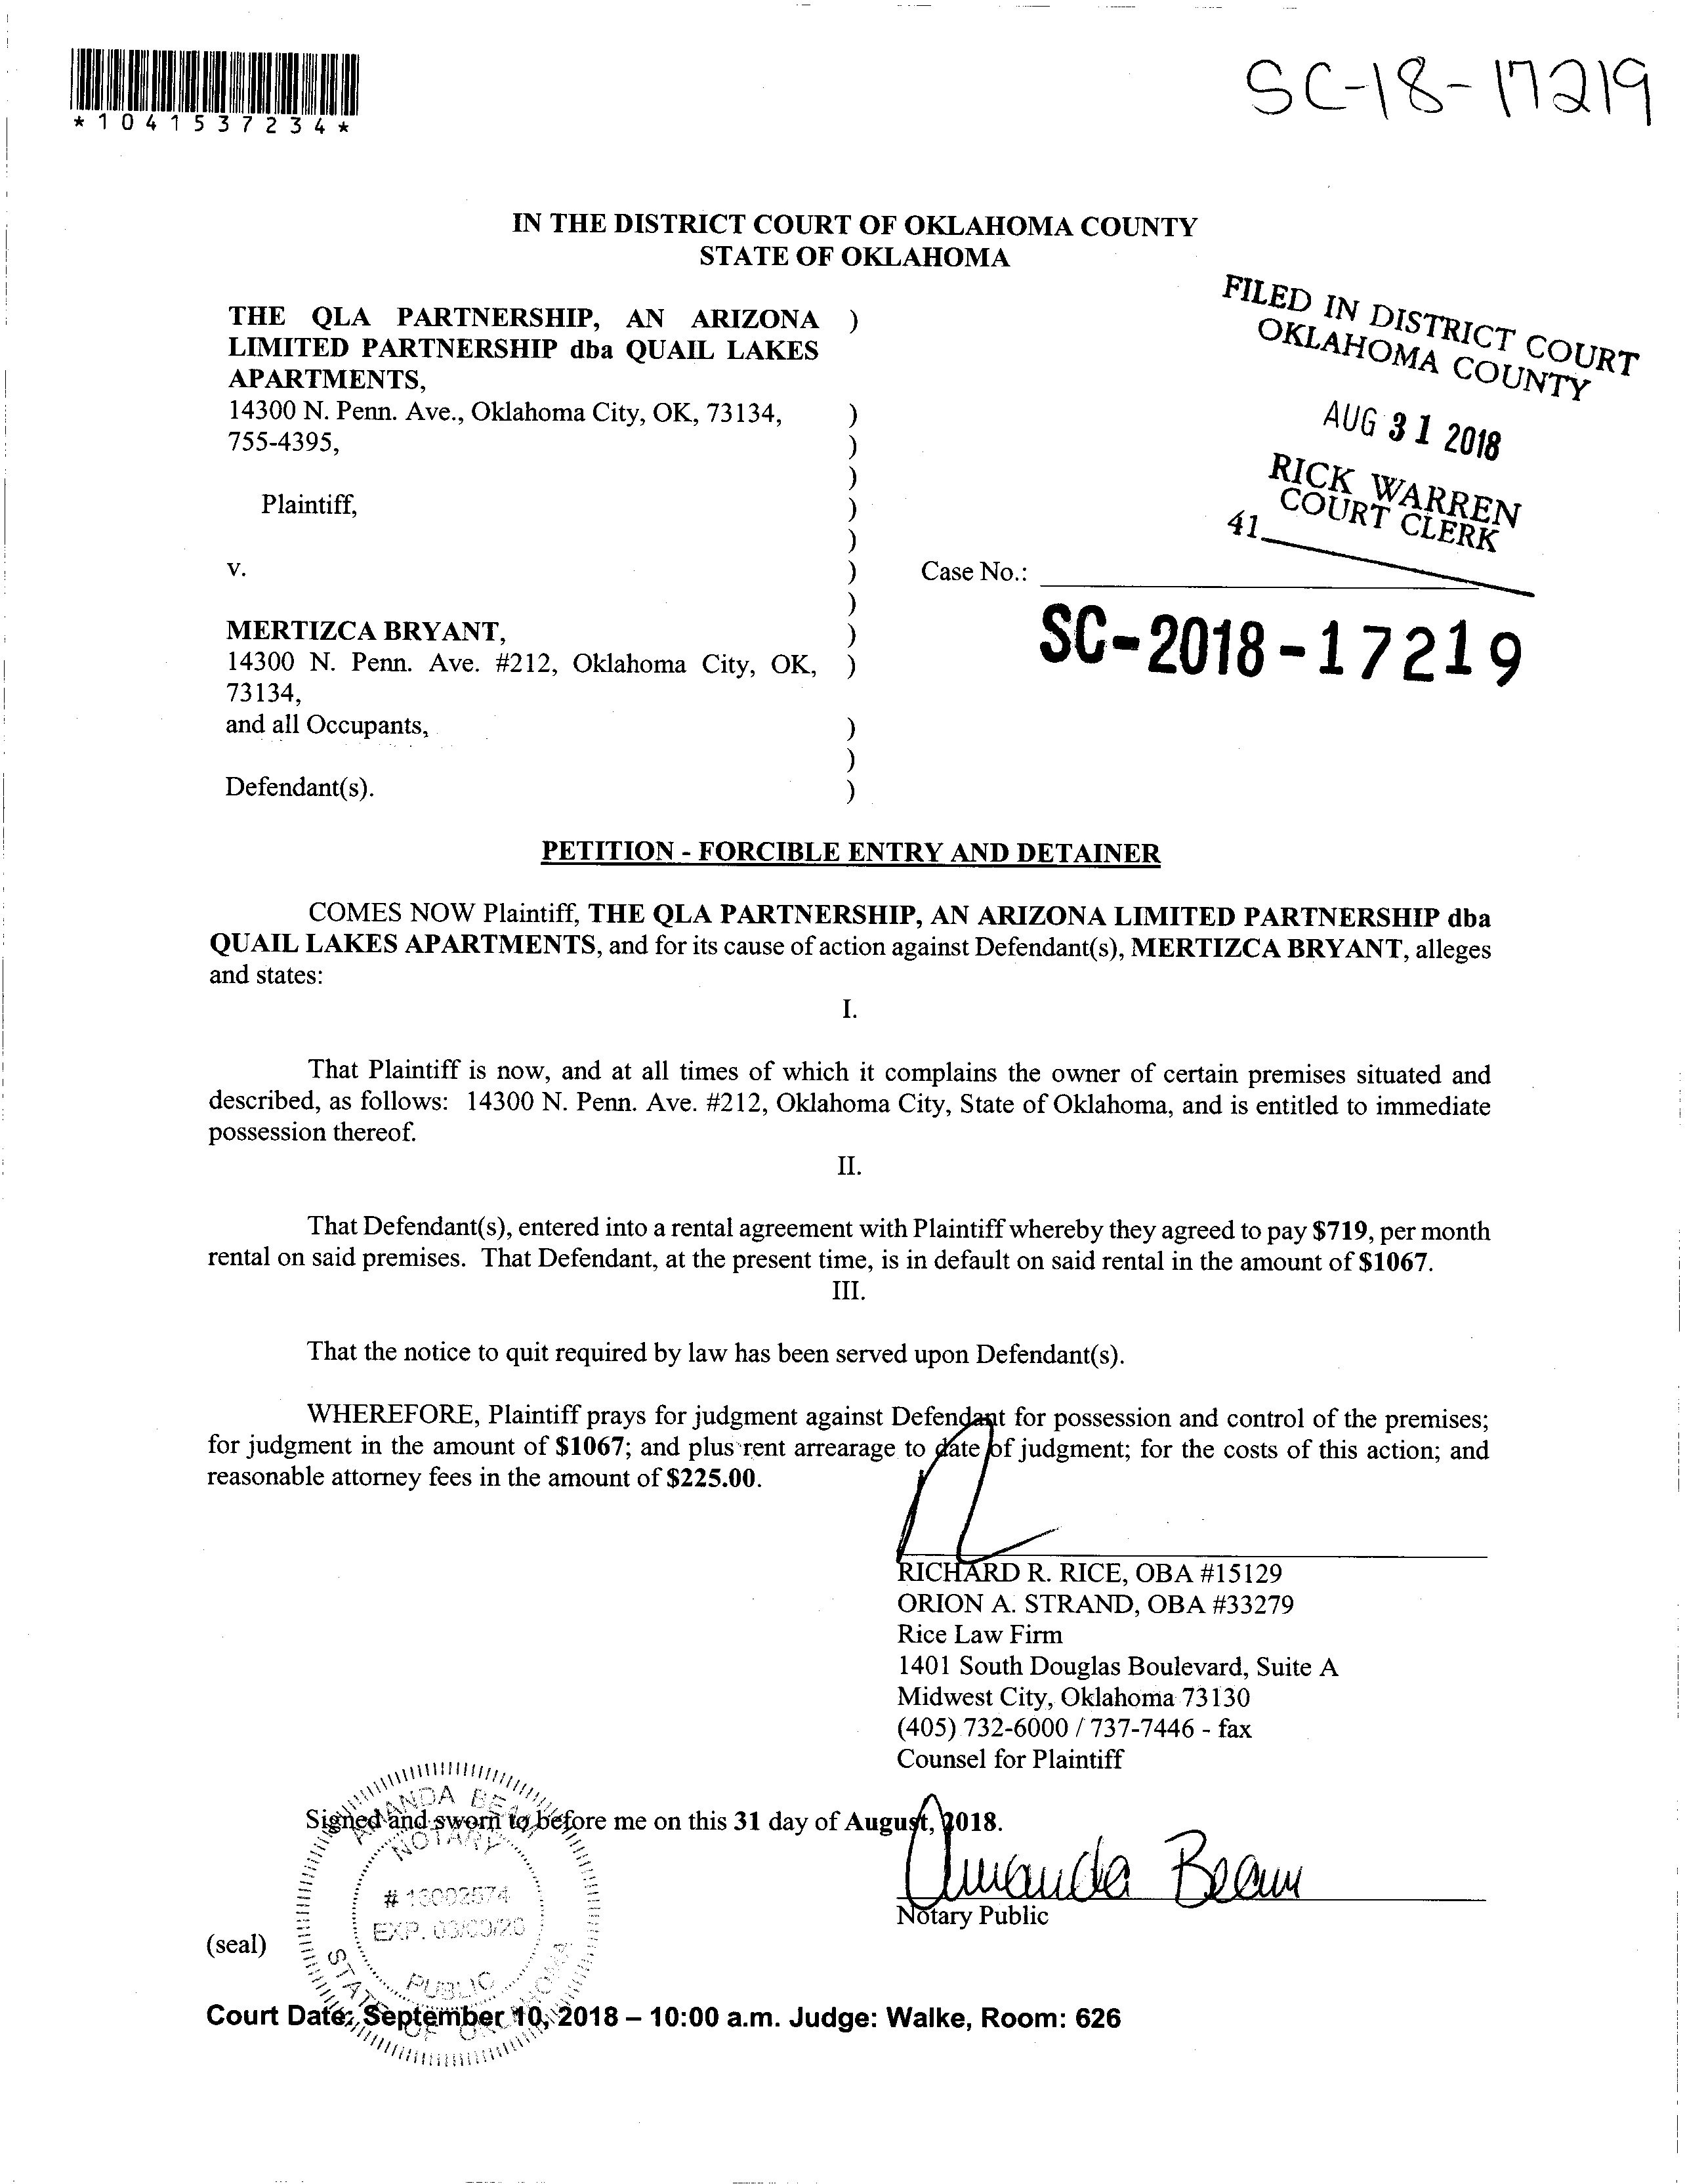 *1041537234*
SC-18-17219
IN THE DISTRICT COURT OF OKLAHOMA COUNTY
STATE OF OKLAHOMA
FILED IN DISTRICT COURT
OKLAHOMA COUNTY
AUG 31 2018
RICK WARREN
COURT CLERK
41
THE QLA PARTNERSHIP, AN ARIZONA )
LIMITED PARTNERSHIP dba QUAIL LAKES
APARTMENTS,
14300 N. Penn. Ave., Oklahoma City, OK, 73134, )
755-4395, )
)
Plaintiff, )
)
v. ) Case No.:
)
SC-2018-17219
MERTIZCA BRYANT, )
14300 N. Penn. Ave. #212, Oklahoma City, OK, )
73134,
and all Occupants, )
)
Defendant(s). )
PETITION - FORCIBLE ENTRY AND DETAINER
COMES NOW Plaintiff, THE QLA PARTNERSHIP, AN ARIZONA LIMITED PARTNERSHIP dba
QUAIL LAKES APARTMENTS, and for its cause of action against Defendant(s), MERTIZCA BRYANT, alleges
and states:
I.
That Plaintiff is now, and at all times of which it complains the owner of certain premises situated and
described, as follows: 14300 N. Penn. Ave. #212, Oklahoma City, State of Oklahoma, and is entitled to immediate
possession thereof.
II.
That Defendant(s), entered into a rental agreement with Plaintiff whereby they agreed to pay $719, per month
rental on said premises. That Defendant, at the present time, is in default on said rental in the amount of $1067.
III.
That the notice to quit required by law has been served upon Defendant(s).
WHEREFORE, Plaintiff prays for judgment against Defendant for possession and control of the premises;
for judgment in the amount of $1067; and plus rent arrearage to date of judgment; for the costs of this action; and
reasonable attorney fees in the amount of $225.00.
RICHARD R. RICE, OBA #15129
ORION A. STRAND, OBA #33279
Rice Law Firm
1401 South Douglas Boulevard, Suite A
Midwest City, Oklahoma 73130
(405) 732-6000 / 737-7446 - fax
Counsel for Plaintiff
Signed and sworn to before me on this 31 day of August, 2018.
Amanda Beam
Notary Public
(seal)
AMANDA BEAM
NOTARY
EXP.
PUBLIC
STATE OF OKLAHOMA
Court Date: September 10, 2018 – 10:00 a.m. Judge: Walke, Room: 626